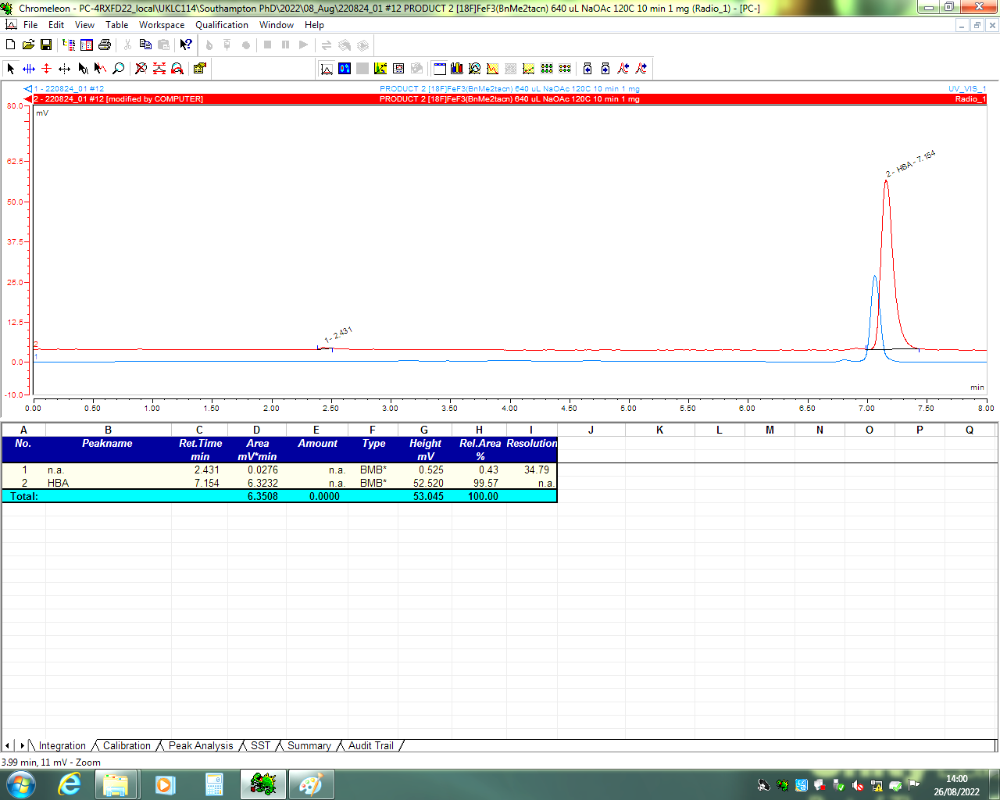 Chromeleon - PC-4RXFD22_local\UKLC114\Southampton PhD\2022\08_Aug\220824_01 #12 PRODUCT 2 [18F]FeF3(BnMe2tacn) 640 uL NaOAc 120C 10 min 1 mg (Radio_1) - [PC-]
File Edit View Table Workspace Qualification Window Help
1 - 220824_01 #12 PRODUCT 2 [18F]FeF3(BnMe2tacn) 640 uL NaOAc 120C 10 min 1 mg UV_VIS_1
2 - 220824_01 #12 [modified by COMPUTER] PRODUCT 2 [18F]FeF3(BnMe2tacn) 640 uL NaOAc 120C 10 min 1 mg Radio_1
80.0
mV
62.5
2 - HBA - 7.154
50.0
37.5
25.0
12.5
1 - 2.431
2
1
0.0
-10.0
min
0.00 0.50 1.00 1.50 2.00 2.50 3.00 3.50 4.00 4.50 5.00 5.50 6.00 6.50 7.00 7.50 8.00
A B C D E F G H I J K L M N O P Q
No. Peakname Ret.Time Area Amount Type Height Rel.Area Resolution
min mV*min mV %
1 n.a. 2.431 0.0276 n.a. BMB* 0.525 0.43 34.79
2 HBA 7.154 6.3232 n.a. BMB* 52.520 99.57 n.a.
Total: 6.3508 0.0000 53.045 100.00
Integration Calibration Peak Analysis SST Summary Audit Trail
3.99 min, 11 mV - Zoom
14:00
26/08/2022